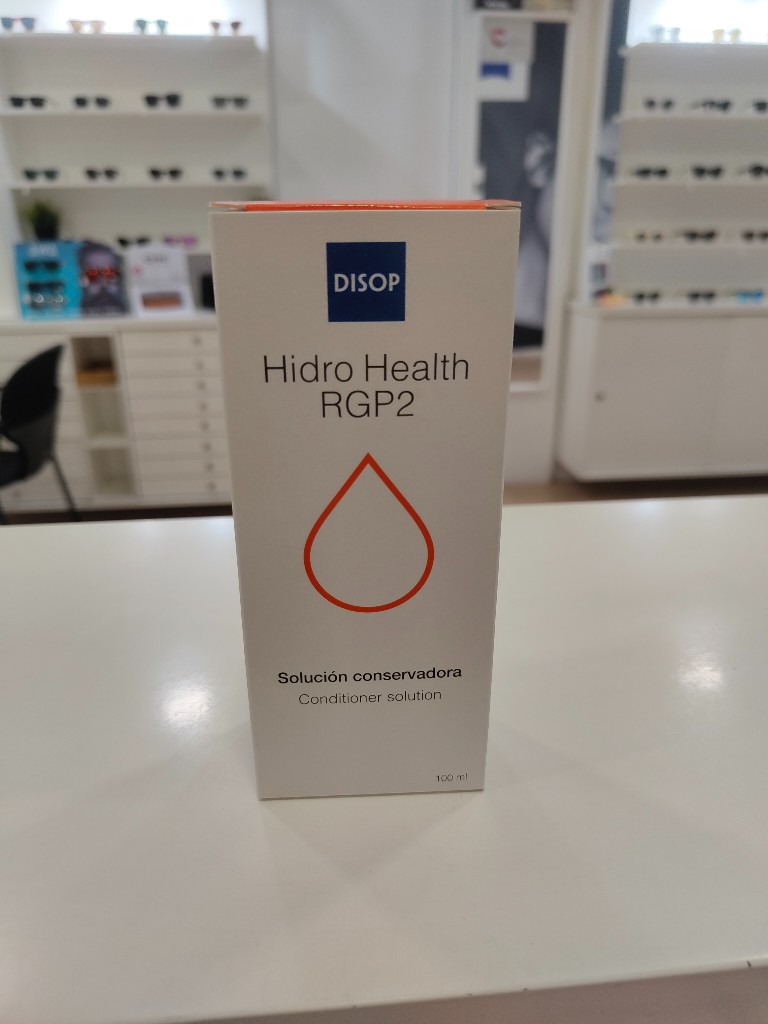 DISOP
Hidro Health
RGP2
Solución conservadora
Conditioner solution
100 ml